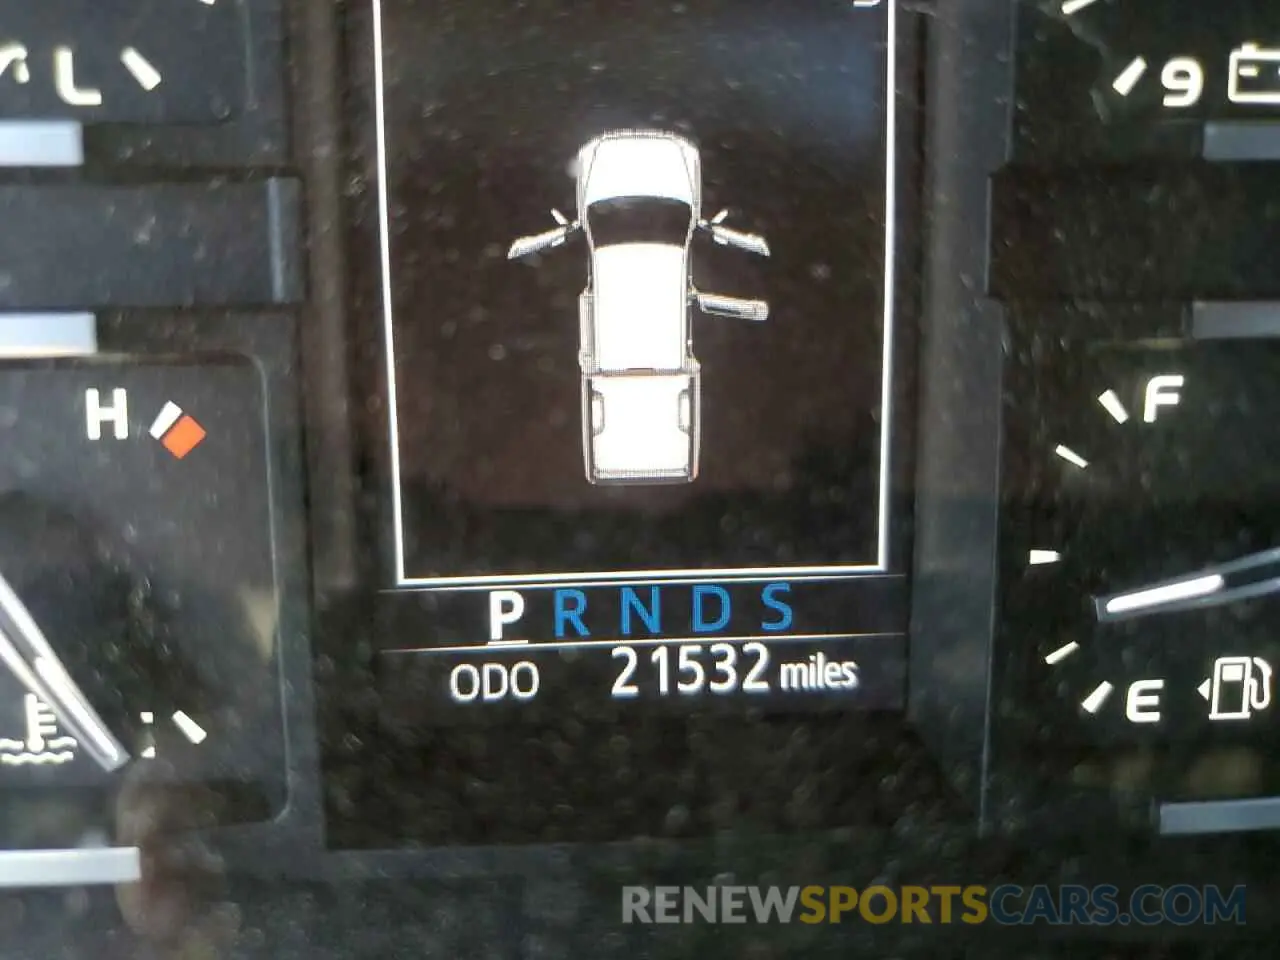 L
9
H
F
P R N D S
ODO 21532 miles
E
RENEWSPORTSCARS.COM